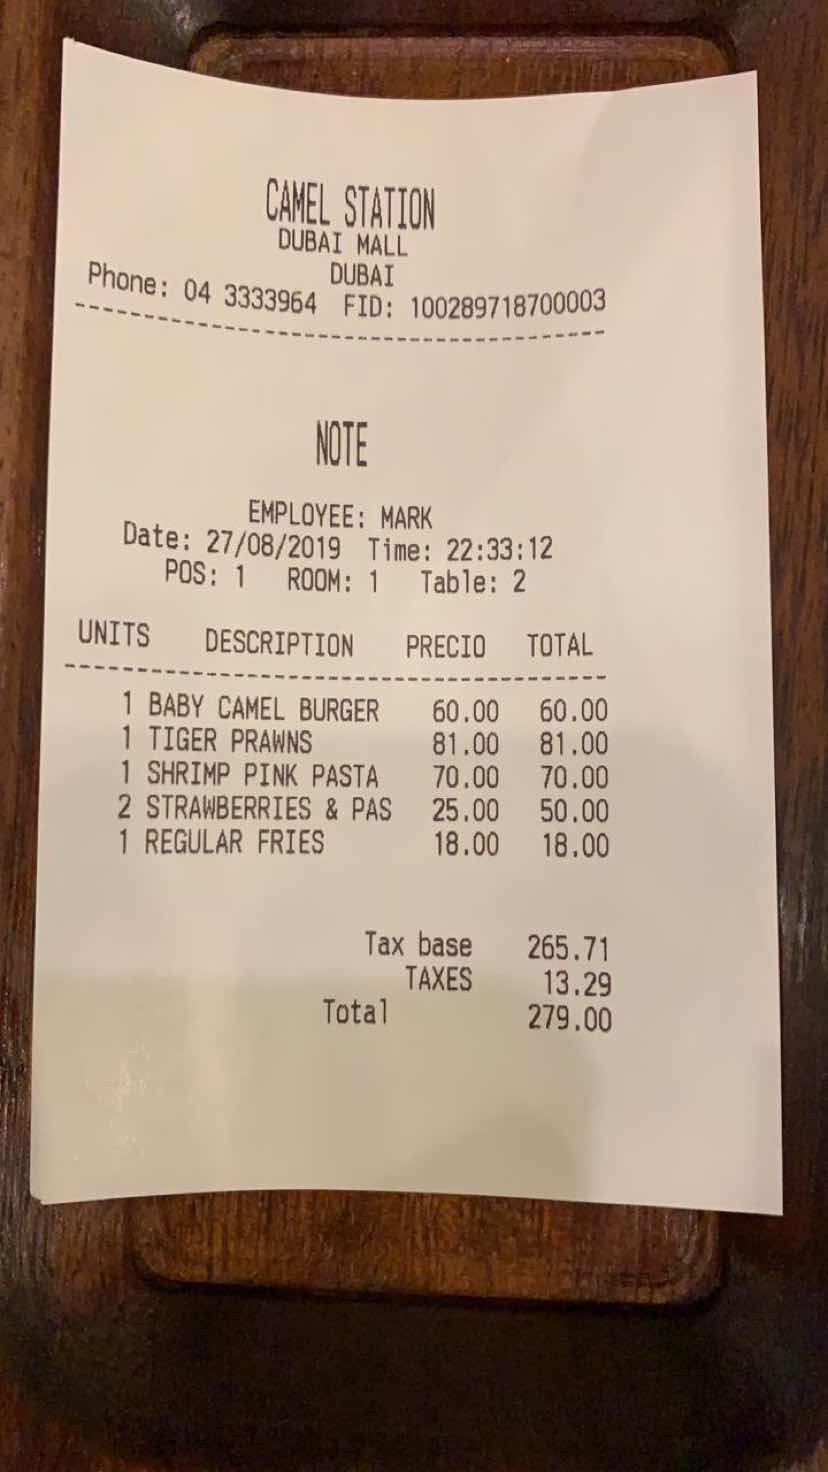 CAMEL STATION
DUBAI MALL
DUBAI
Phone: 04 3333964 FID: 100289718700003
NOTE
EMPLOYEE: MARK
Date: 27/08/2019 Time: 22:33:12
POS: 1 ROOM: 1 Table: 2
UNITS DESCRIPTION PRECIO TOTAL
1 BABY CAMEL BURGER 60.00 60.00
1 TIGER PRAWNS 81.00 81.00
1 SHRIMP PINK PASTA 70.00 70.00
2 STRAWBERRIES & PAS 25.00 50.00
1 REGULAR FRIES 18.00 18.00
Tax base 265.71
TAXES 13.29
Total 279.00